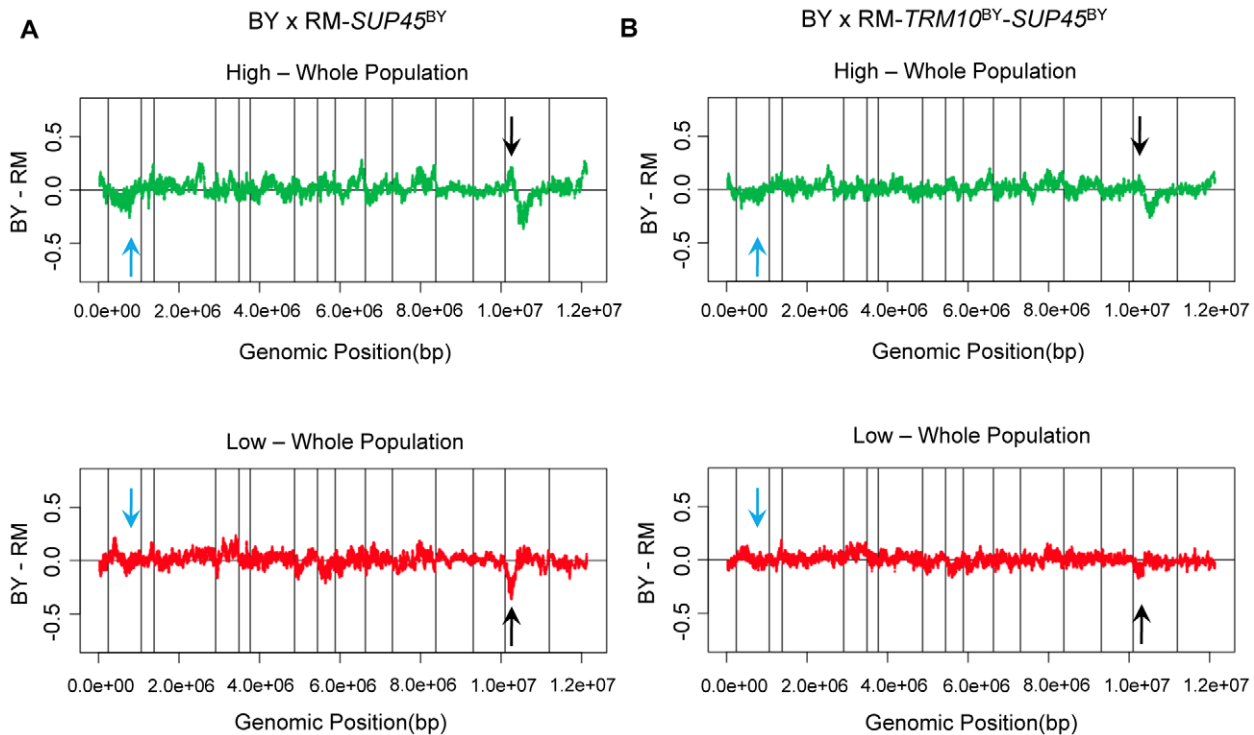 A
BY x RM-SUP45BY
High – Whole Population
BY - RM
0.5
0.0
-0.5
0.0e+00 2.0e+06 4.0e+06 6.0e+06 8.0e+06 1.0e+07 1.2e+07
Genomic Position(bp)
Low – Whole Population
BY - RM
0.5
0.0
-0.5
0.0e+00 2.0e+06 4.0e+06 6.0e+06 8.0e+06 1.0e+07 1.2e+07
Genomic Position(bp)
B
BY x RM-TRM10BY-SUP45BY
High – Whole Population
BY - RM
0.5
0.0
-0.5
0.0e+00 2.0e+06 4.0e+06 6.0e+06 8.0e+06 1.0e+07 1.2e+07
Genomic Position(bp)
Low – Whole Population
BY - RM
0.5
0.0
-0.5
0.0e+00 2.0e+06 4.0e+06 6.0e+06 8.0e+06 1.0e+07 1.2e+07
Genomic Position(bp)